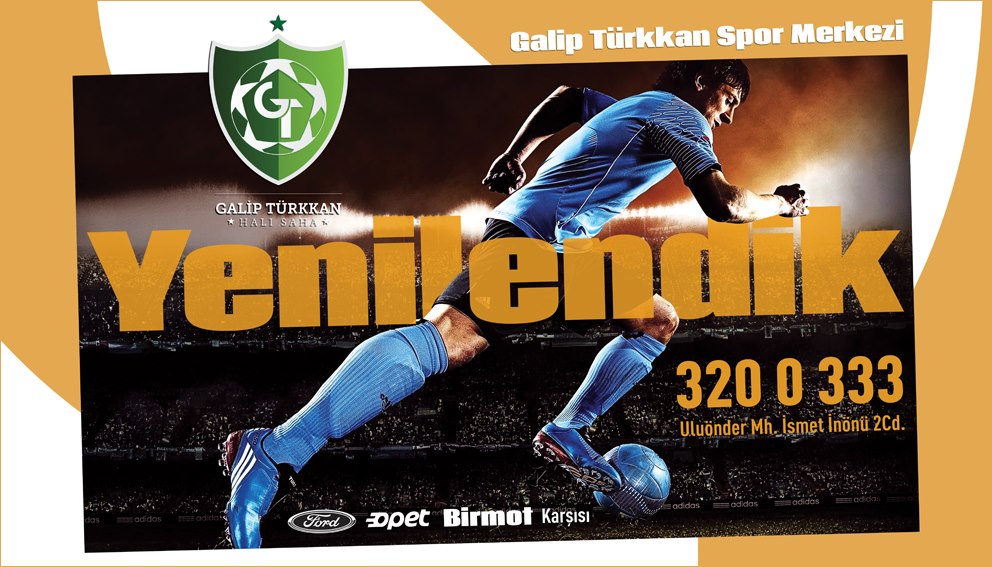 Galip Türkkan Spor Merkezi
GT
GALİP TÜRKKAN
HALI SAHA
Yenilendik
320 0 333
Uluönder Mh. İsmet İnönü 2Cd.
Ford OPET Birmot Karşısı
adidas